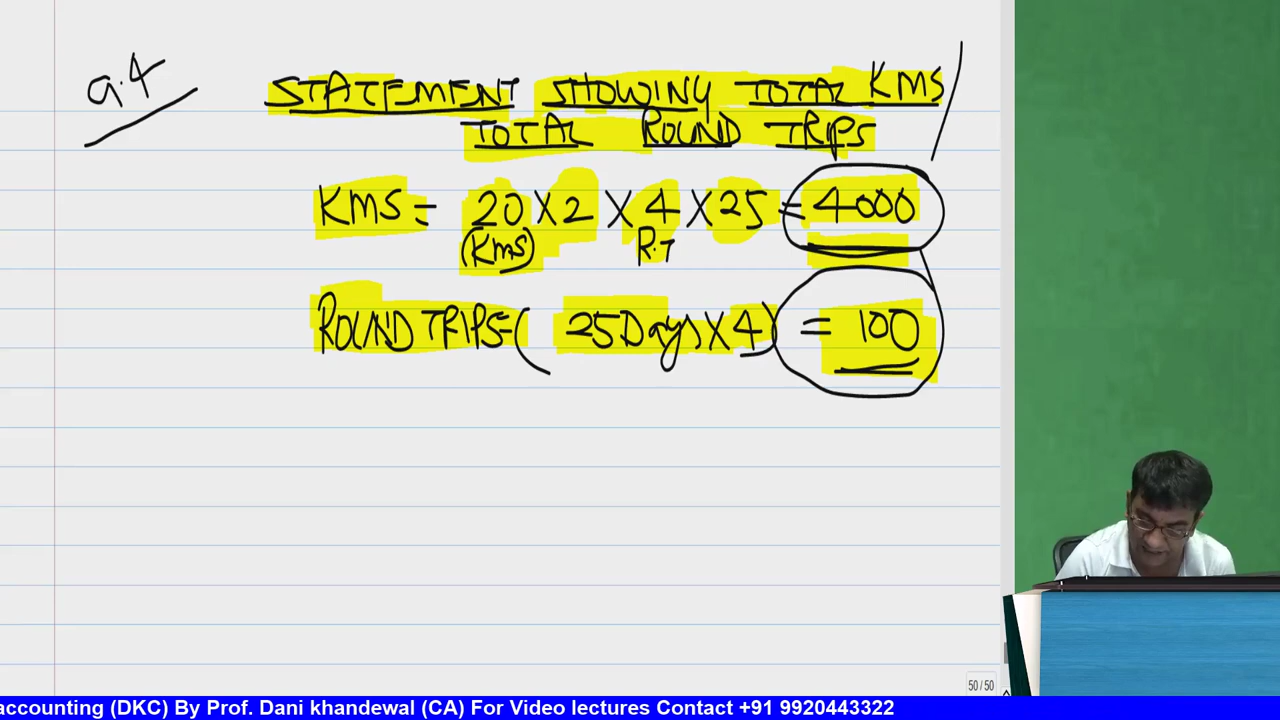 Q.4
STATEMENT SHOWING TOTAL KMS/
TOTAL ROUND TRIPS
KMS = 20 X 2 X 4 X 25 = 4000
(Kms) R.T
ROUND TRIPS = (25 Days X 4) = 100
50 / 50
accounting (DKC) By Prof. Dani khandewal (CA) For Video lectures Contact +91 9920443322